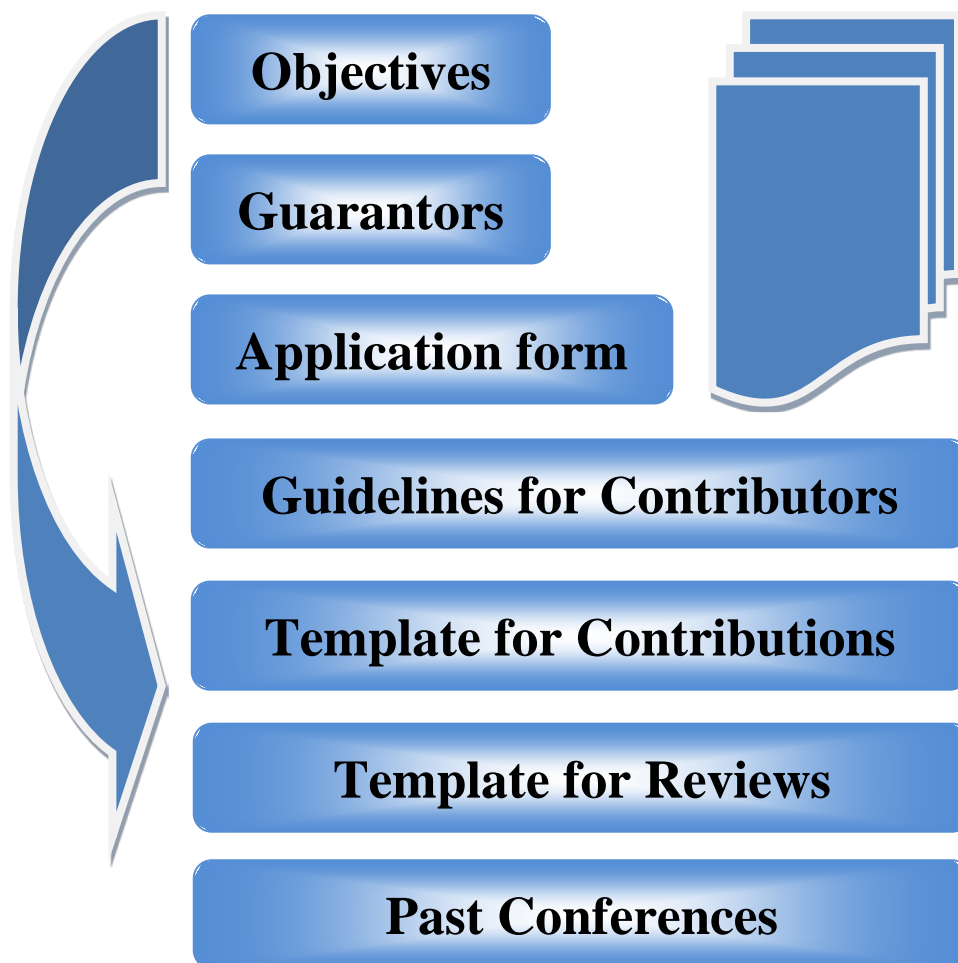 Objectives
Guarantors
Application form
Guidelines for Contributors
Template for Contributions
Template for Reviews
Past Conferences